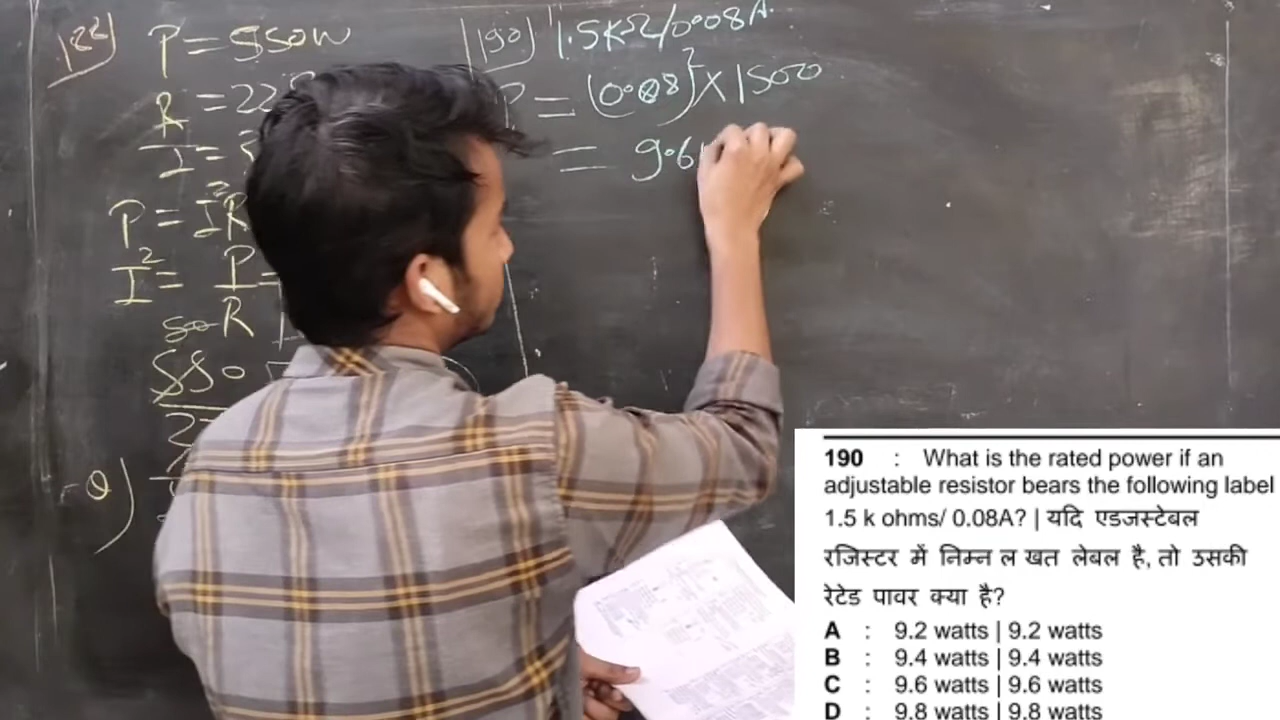 P = 550W
R = 22
I =
P = I²R
I² = P/R =
550
190) 1.5KΩ/0.08A.
P = (0.08)² X 1500
= 9.6
190 : What is the rated power if an
adjustable resistor bears the following label
1.5 k ohms/ 0.08A? | यदि एडजस्टेबल
रजिस्टर में निम्न ल खत लेबल है, तो उसकी
रेटेड पावर क्या है?
A : 9.2 watts | 9.2 watts
B : 9.4 watts | 9.4 watts
C : 9.6 watts | 9.6 watts
D : 9.8 watts | 9.8 watts